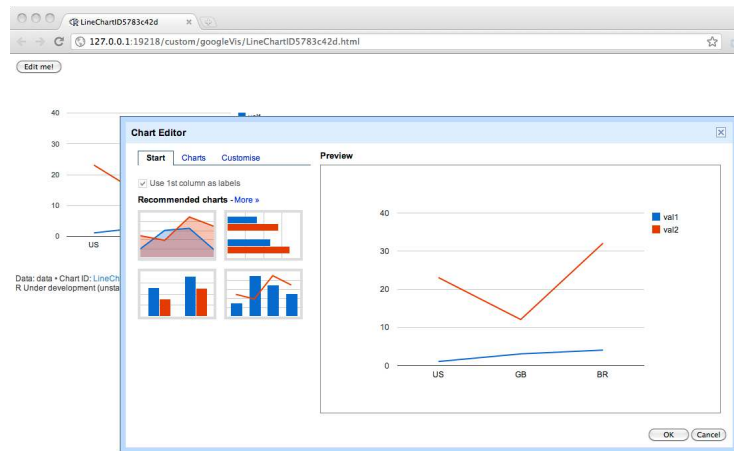 LineChartID5783c42d
127.0.0.1:19218/custom/googleVis/LineChartID5783c42d.html
Edit me!
40
30
20
10
0
US
Data: data • Chart ID: LineCh
R Under development (unsta
Chart Editor
Start Charts Customise
Use 1st column as labels
Recommended charts - More »
Preview
40
30
20
10
0
US GB BR
val1
val2
OK Cancel